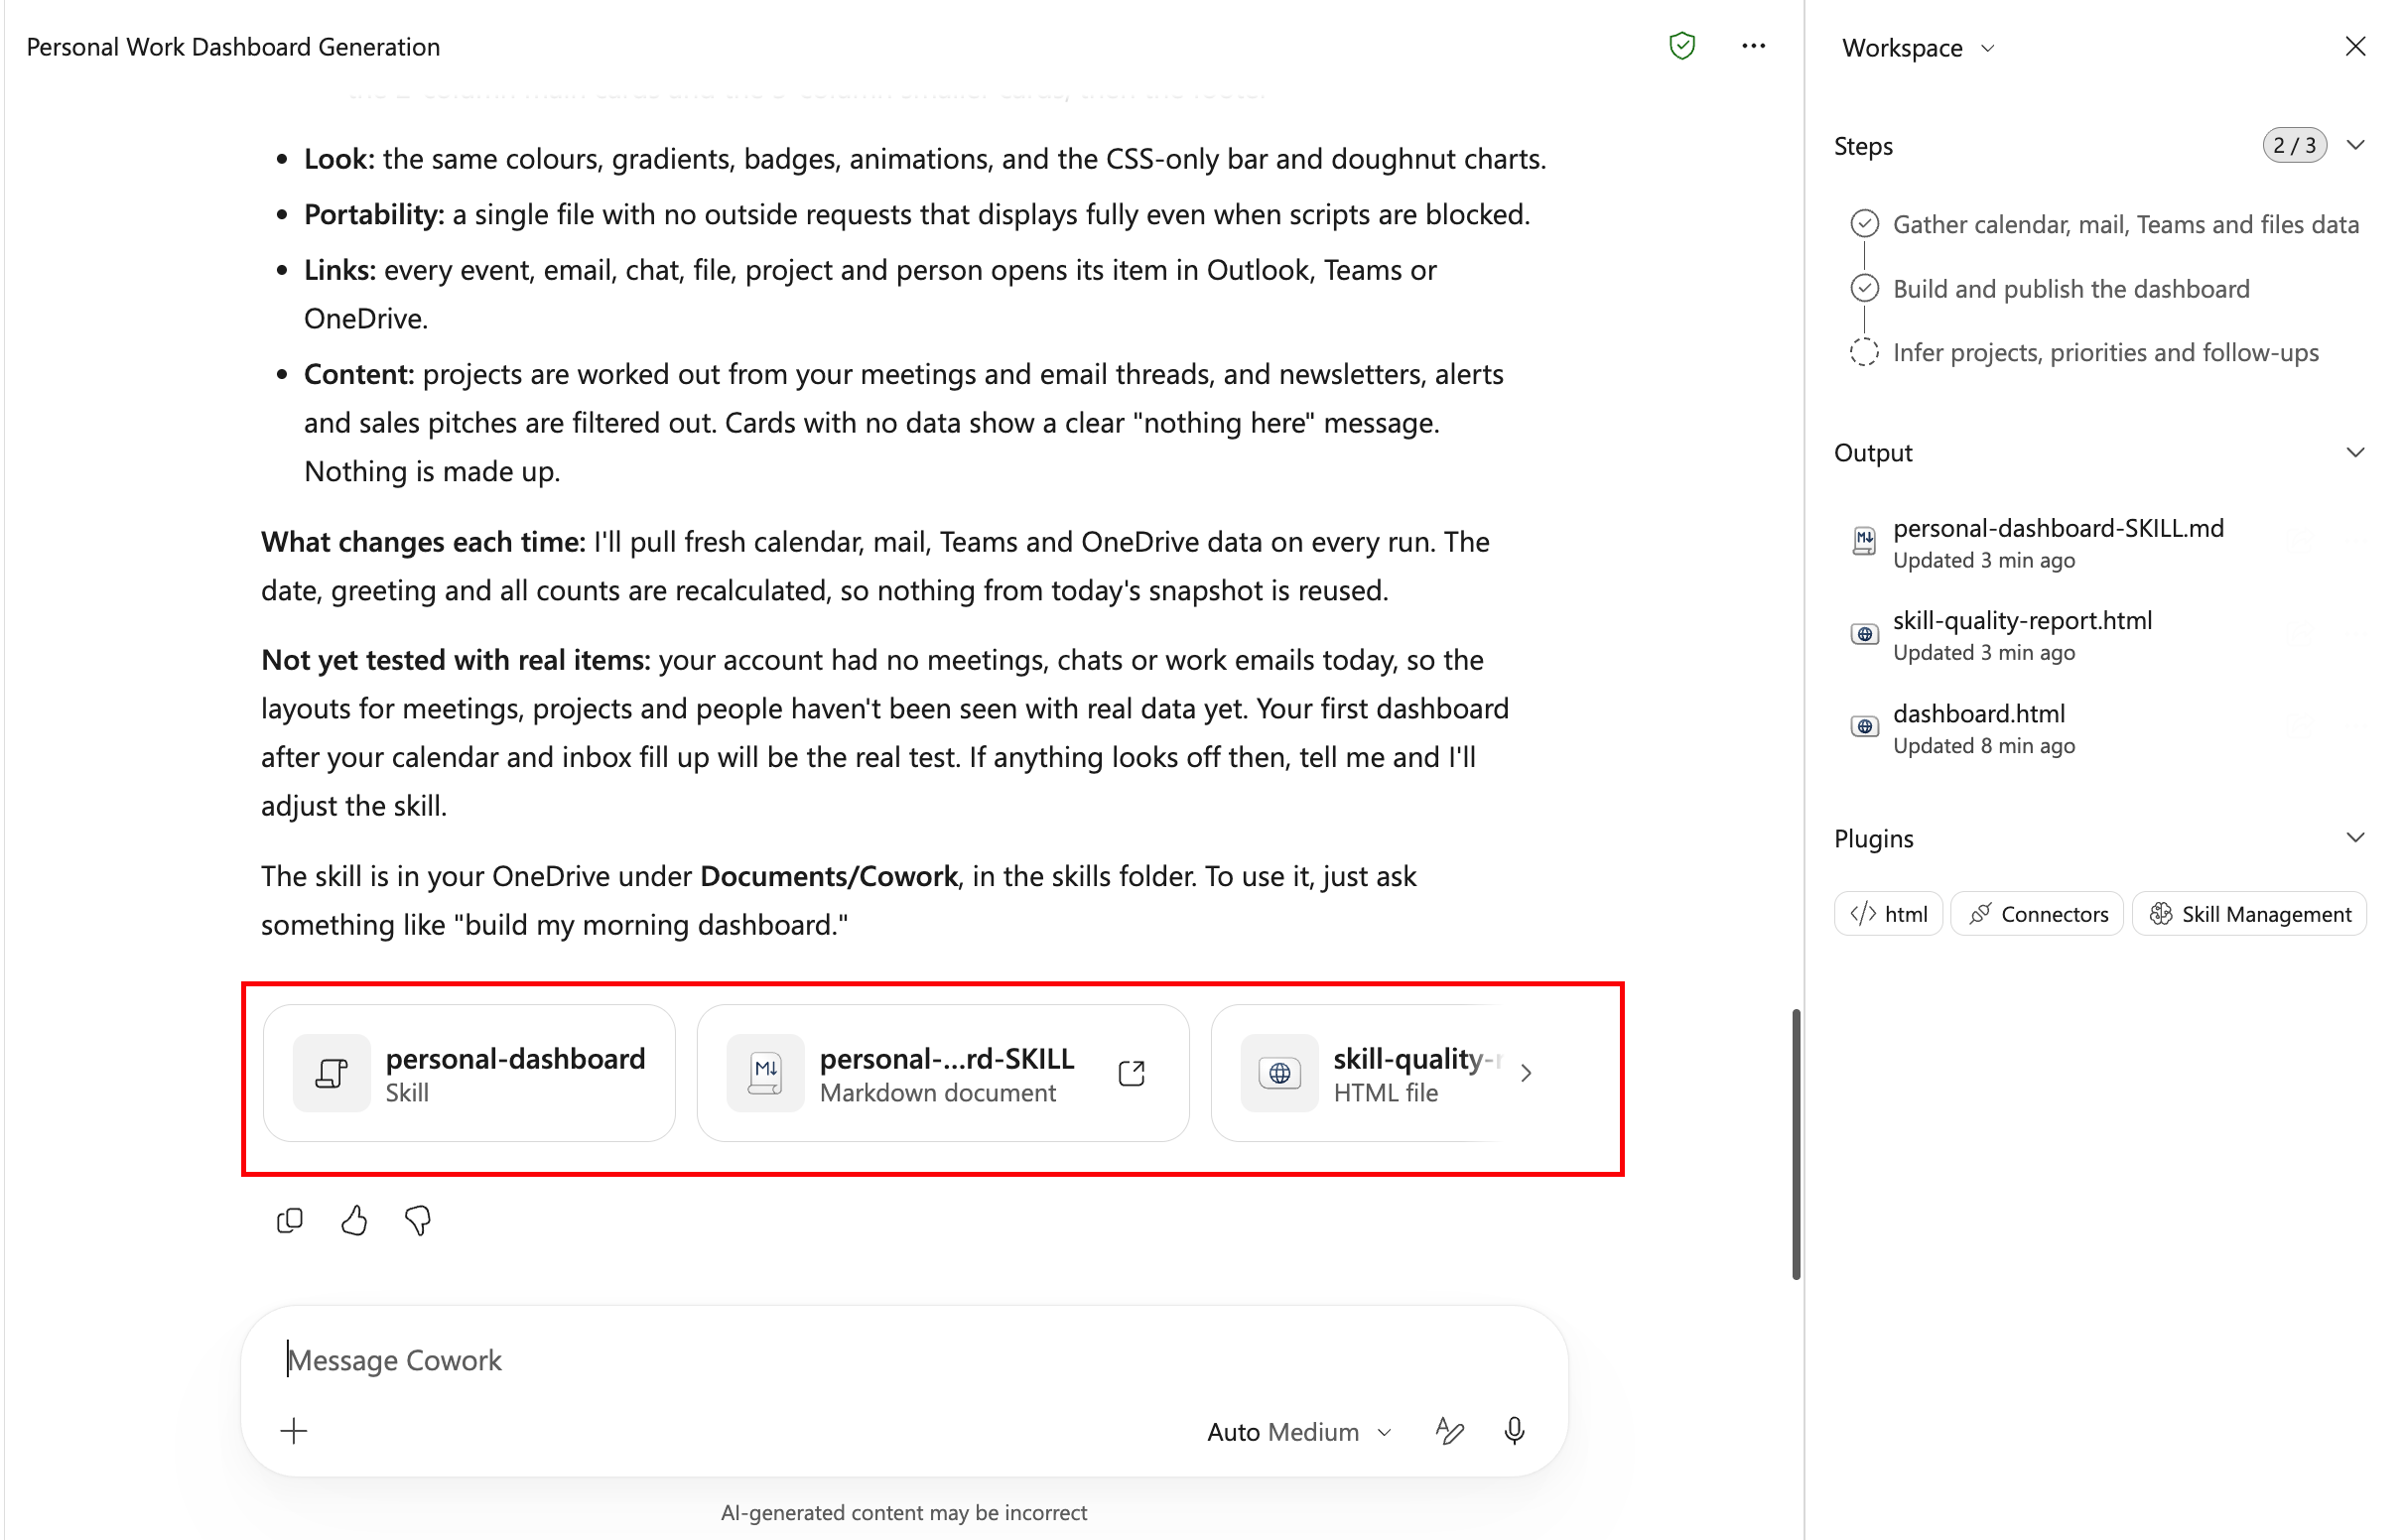 Personal Work Dashboard Generation
• Look: the same colours, gradients, badges, animations, and the CSS-only bar and doughnut charts.
• Portability: a single file with no outside requests that displays fully even when scripts are blocked.
• Links: every event, email, chat, file, project and person opens its item in Outlook, Teams or
OneDrive.
• Content: projects are worked out from your meetings and email threads, and newsletters, alerts
and sales pitches are filtered out. Cards with no data show a clear "nothing here" message.
Nothing is made up.
What changes each time: I'll pull fresh calendar, mail, Teams and OneDrive data on every run. The
date, greeting and all counts are recalculated, so nothing from today's snapshot is reused.
Not yet tested with real items: your account had no meetings, chats or work emails today, so the
layouts for meetings, projects and people haven't been seen with real data yet. Your first dashboard
after your calendar and inbox fill up will be the real test. If anything looks off then, tell me and I'll
adjust the skill.
The skill is in your OneDrive under Documents/Cowork, in the skills folder. To use it, just ask
something like "build my morning dashboard."
personal-dashboard
Skill
M↓
personal-...rd-SKILL
Markdown document
skill-quality-
HTML file
Message Cowork
Auto Medium
AI-generated content may be incorrect
Workspace
Steps
2 / 3
Gather calendar, mail, Teams and files data
Build and publish the dashboard
Infer projects, priorities and follow-ups
Output
M↓
personal-dashboard-SKILL.md
Updated 3 min ago
skill-quality-report.html
Updated 3 min ago
dashboard.html
Updated 8 min ago
Plugins
</> html
Connectors
Skill Management